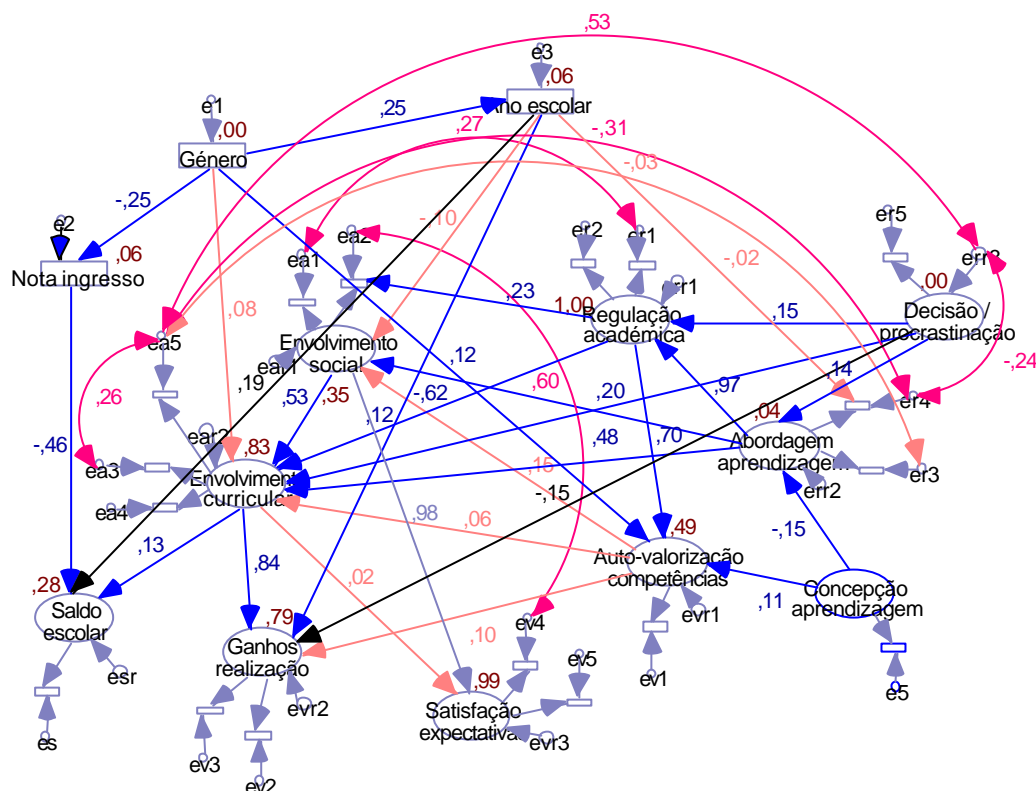 ,53
e3
,06
Ano escolar
e1
,25
,00
Género
,27
-,31
-,03
-,25
e2
,06
Nota ingresso
-,10
ea2
ea1
er2
er1
er5
err3
-,02
,00
Decisão /
procrastinação
err1
,23
1,00
Regulação
académica
,15
,08
Envolvimento
social
ea5
ear1
,12
,14
-,24
,26
,19
,53
,35
,12
-,62
,60
,20
,97
er4
-,46
ear2
,83
,48
,70
,04
Abordagem
aprendizagem
ea3
Envolvimento
curricular
er3
ea4
err2
,15
-,15
,98
,06
,49
-,15
Auto-valorização
competências
,13
,84
,02
Concepção
aprendizagem
,28
Saldo
escolar
,79
Ganhos
realização
evr1
,11
,10
ev4
ev5
ev1
e5
esr
,99
Satisfação
expectativas
evr2
evr3
es
ev3
ev2